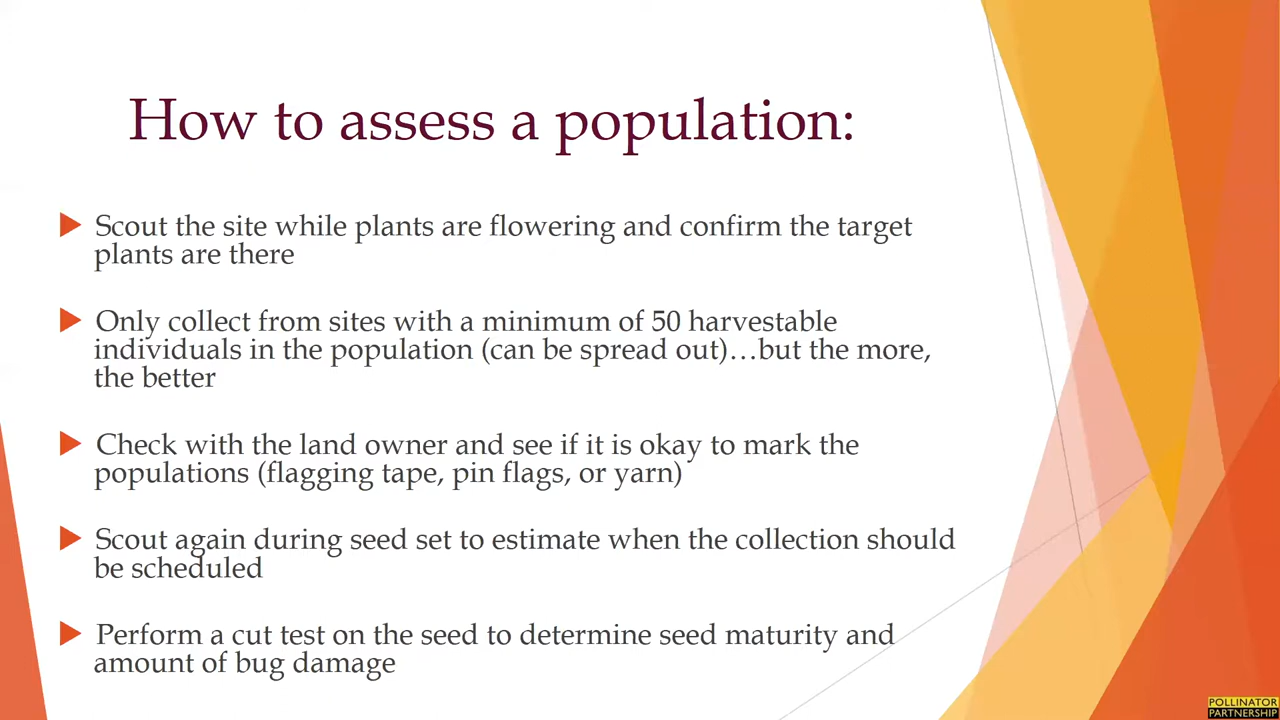 How to assess a population:
Scout the site while plants are flowering and confirm the target
plants are there
Only collect from sites with a minimum of 50 harvestable
individuals in the population (can be spread out)…but the more,
the better
Check with the land owner and see if it is okay to mark the
populations (flagging tape, pin flags, or yarn)
Scout again during seed set to estimate when the collection should
be scheduled
Perform a cut test on the seed to determine seed maturity and
amount of bug damage
POLLINATOR
PARTNERSHIP